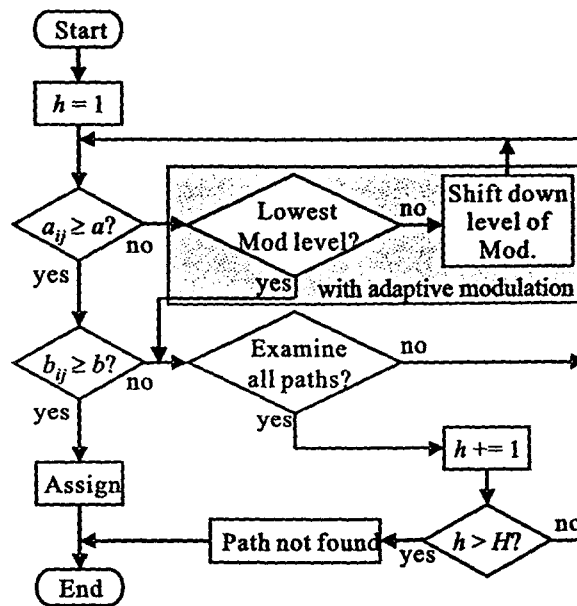 Start
h = 1
a_ij ≥ a?
no
yes
Lowest
Mod level?
no
yes
Shift down
level of
Mod.
with adaptive modulation
b_ij ≥ b?
no
yes
Examine
all paths?
no
yes
h += 1
Assign
Path not found
yes
h > H?
no
End